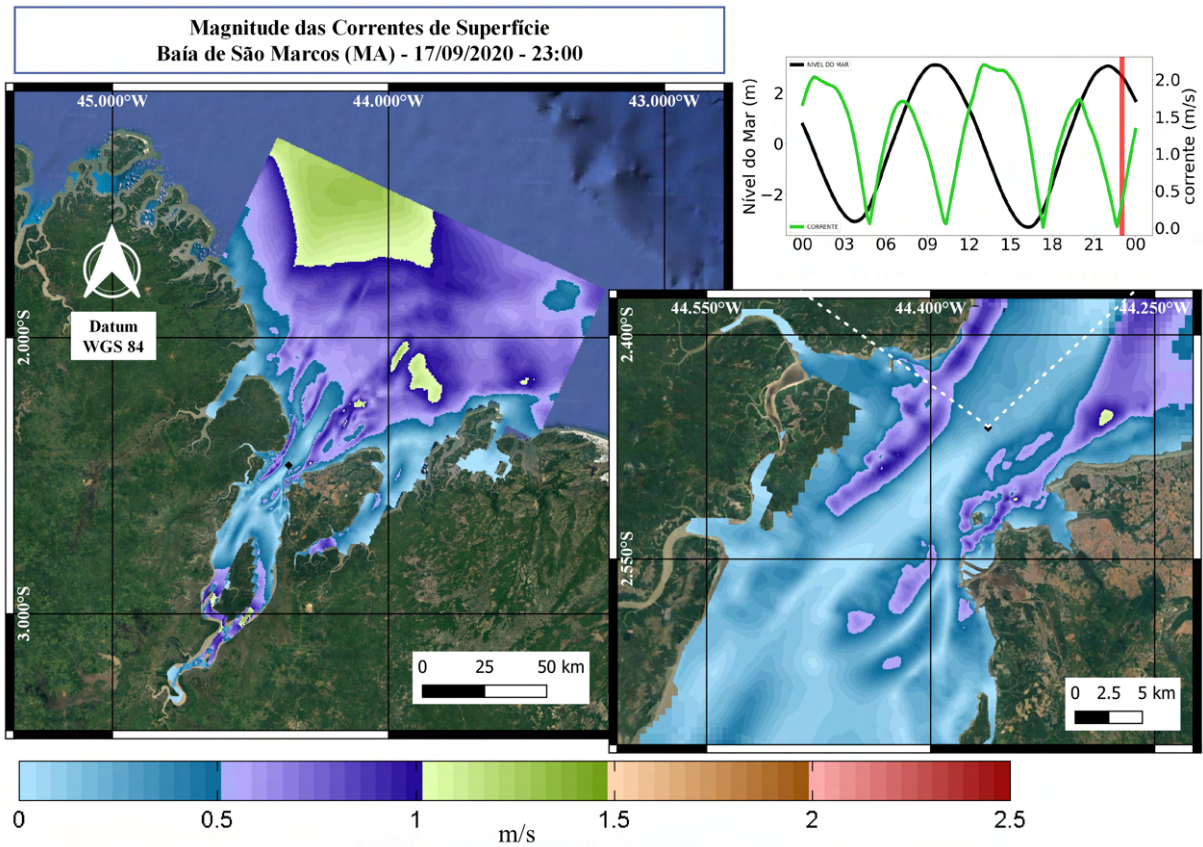 Magnitude das Correntes de Superfície
Baía de São Marcos (MA) - 17/09/2020 - 23:00
45.000°W 44.000°W 43.000°W
2.000°S
3.000°S
Datum
WGS 84
0 25 50 km
NÍVEL DO MAR
CORRENTE
Nível do Mar (m)
2
0
−2
00 03 06 09 12 15 18 21 00
2.0
1.5
1.0
0.5
0.0
corrente (m/s)
44.550°W 44.400°W 44.250°W
2.400°S
2.550°S
0 2.5 5 km
0 0.5 1 1.5 2 2.5
m/s